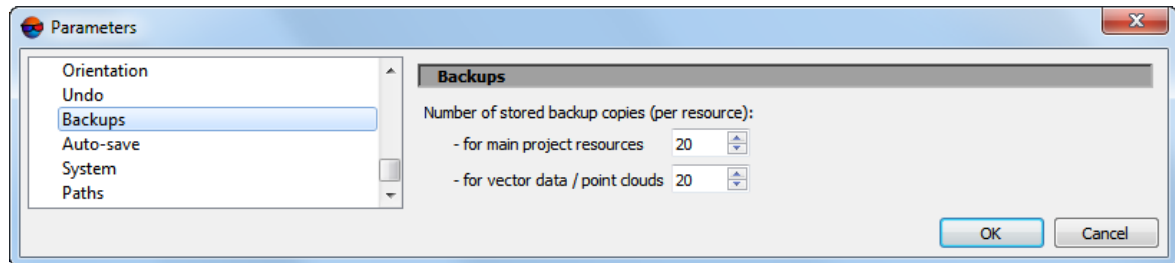 Parameters
Orientation
Undo
Backups
Auto-save
System
Paths
Backups
Number of stored backup copies (per resource):
- for main project resources 20
- for vector data / point clouds 20
OK
Cancel